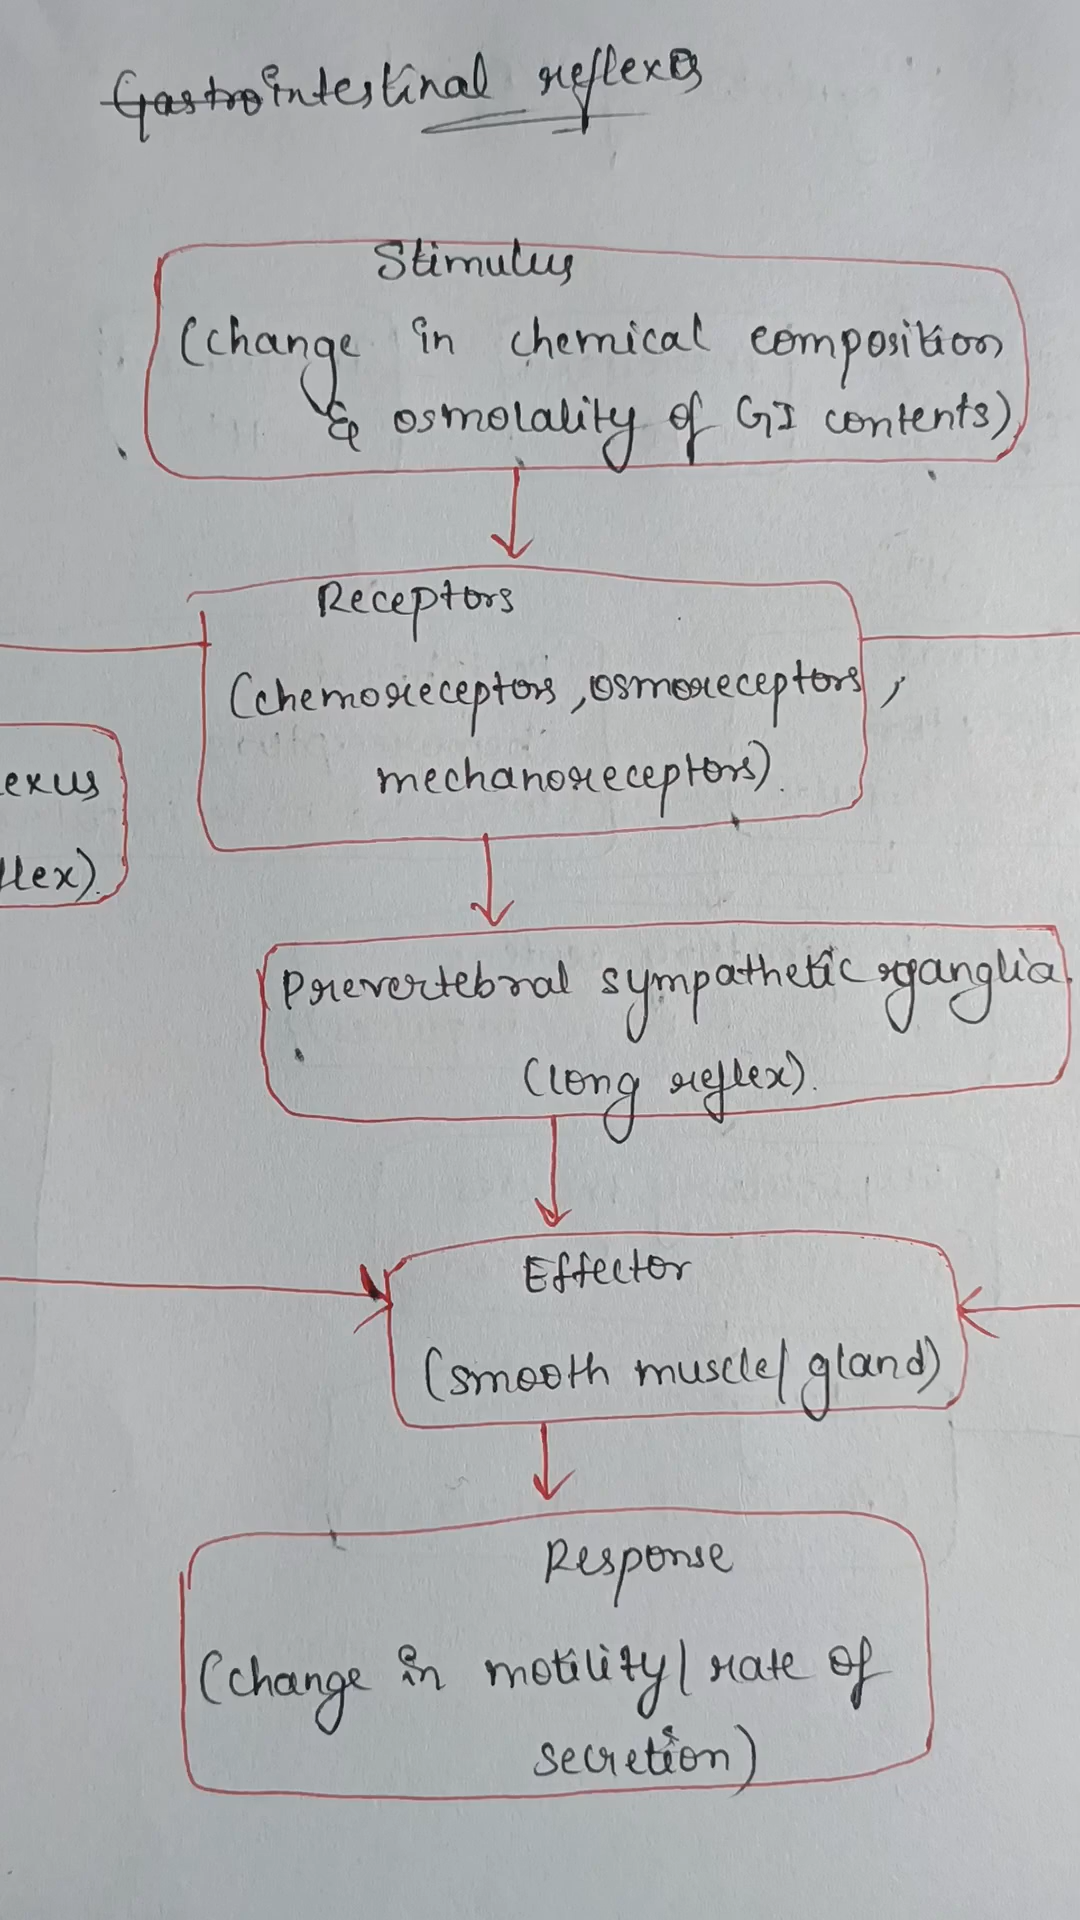 Gastrointestinal reflexes
Stimulus
(change in chemical composition
& osmolality of GI contents)
Receptors
(chemoreceptors, osmoreceptors,
mechanoreceptors).
exus
flex).
Prevertebral sympathetic ganglia.
(long reflex).
Effector
(smooth muscle/gland)
Response
(change in motility/rate of
secretion)